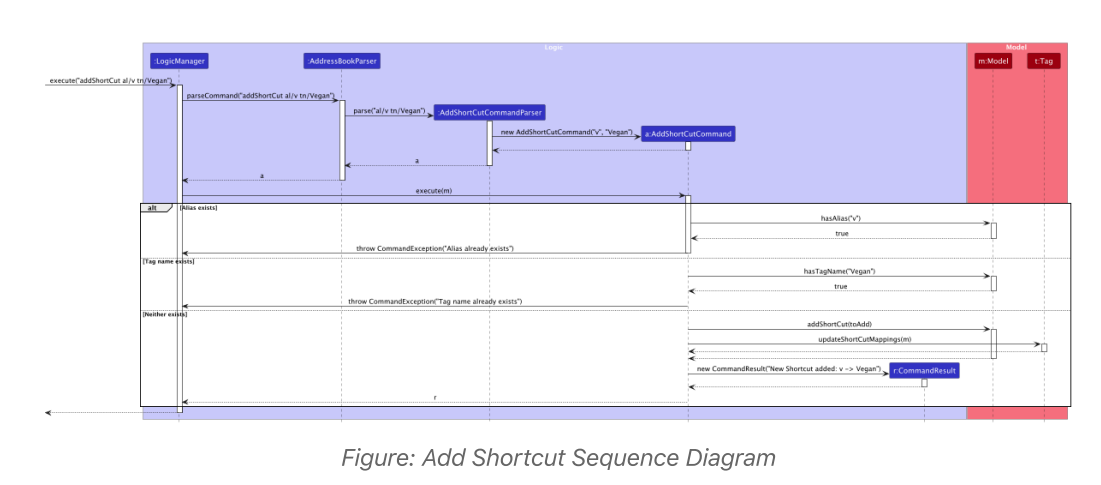 Logic
Model
:LogicManager
:AddressBookParser
m:Model
t:Tag
execute("addShortCut al/v tn/Vegan")
parseCommand("addShortCut al/v tn/Vegan")
parse("al/v tn/Vegan")
:AddShortCutCommandParser
new AddShortCutCommand("v", "Vegan")
a:AddShortCutCommand
a
a
execute(m)
alt
[Alias exists]
hasAlias("v")
true
throw CommandException("Alias already exists")
[Tag name exists]
hasTagName("Vegan")
true
throw CommandException("Tag name already exists")
[Neither exists]
addShortCut(toAdd)
updateShortCutMappings(m)
new CommandResult("New Shortcut added: v -> Vegan")
r:CommandResult
r
Figure: Add Shortcut Sequence Diagram